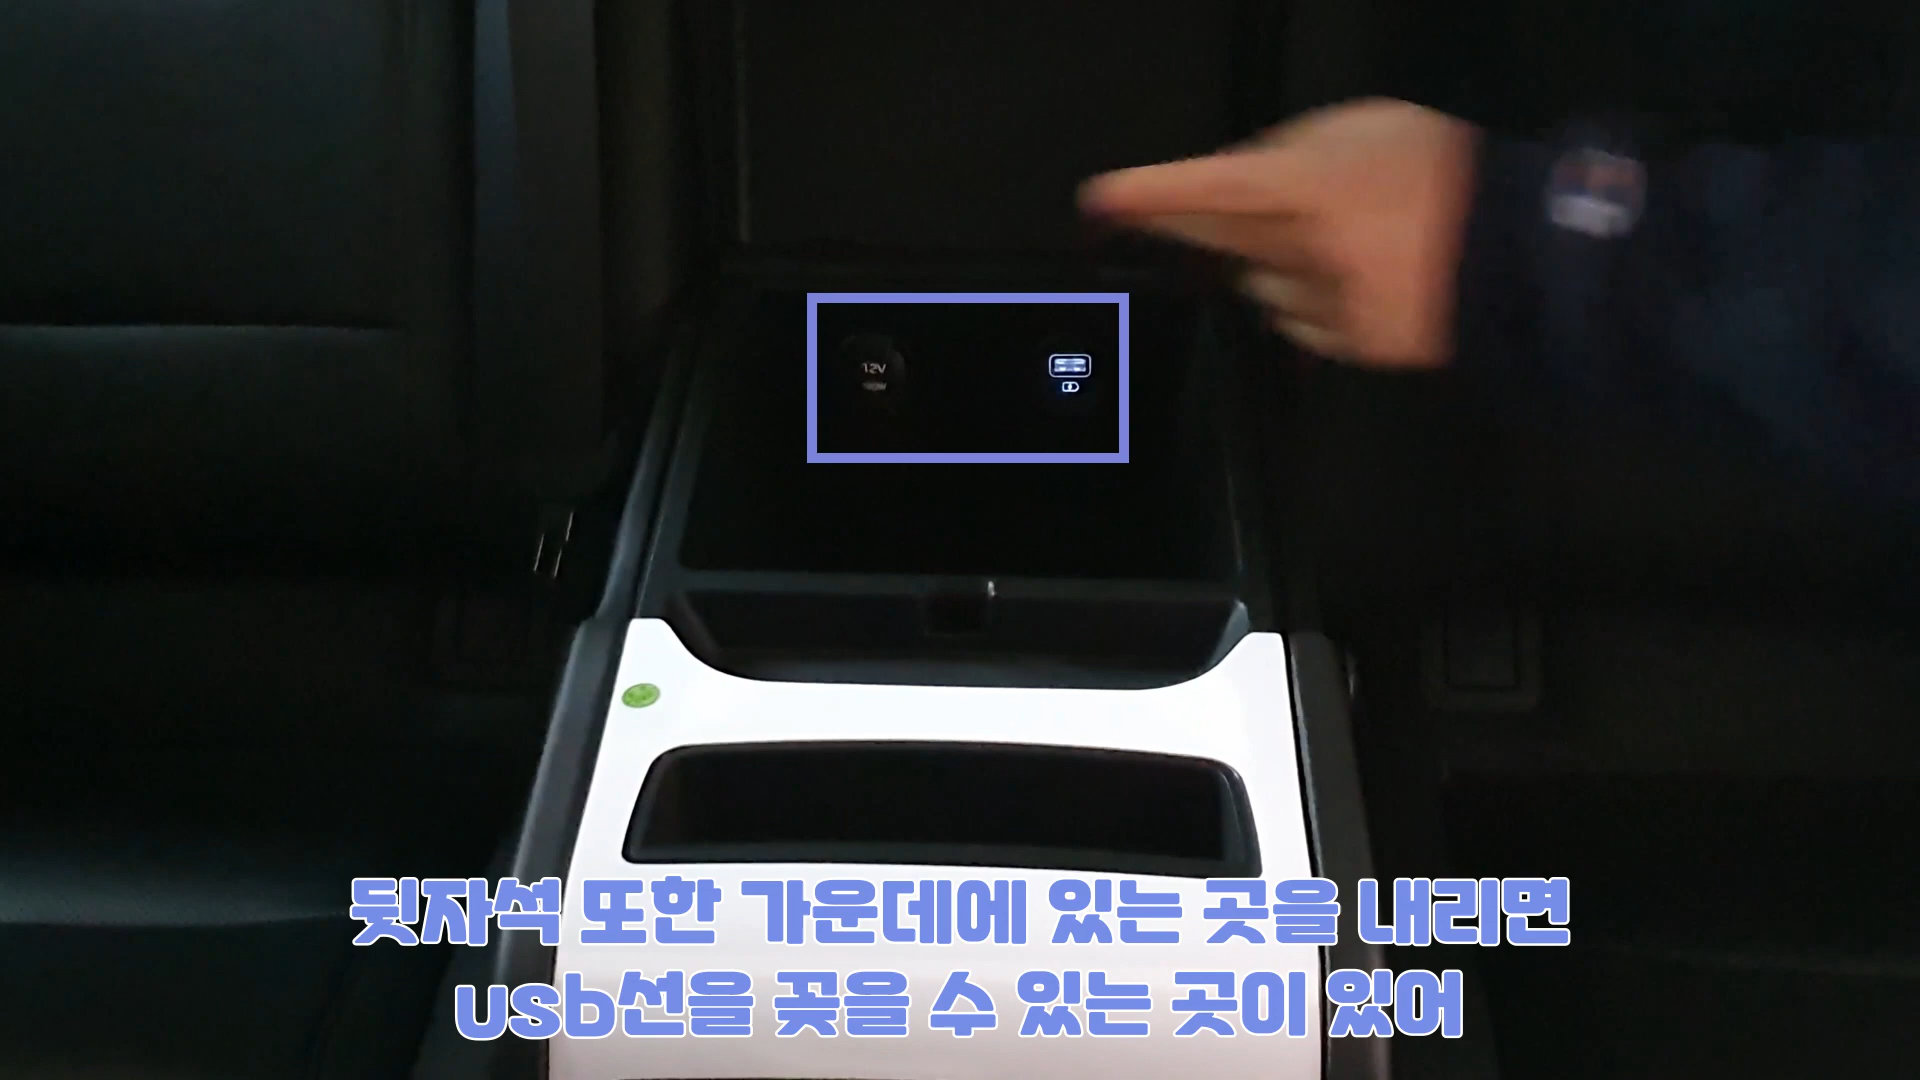 12V
뒷자석 또한 가운데에 있는 곳을 내리면
usb선을 꽂을 수 있는 곳이 있어